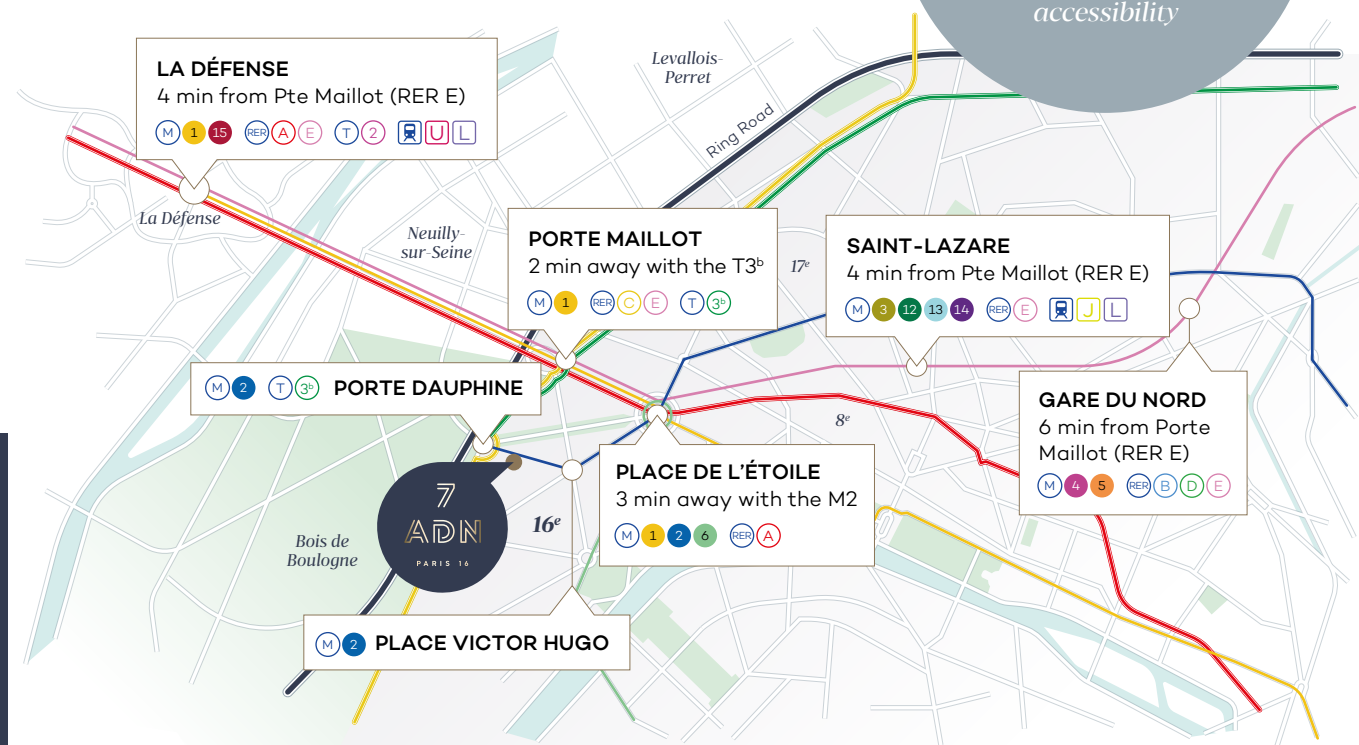 accessibility
Levallois-
Perret
LA DÉFENSE
4 min from Pte Maillot (RER E)
M 1 15 RER A E T 2 U L
Ring Road
La Défense
Neuilly-
sur-Seine
PORTE MAILLOT
2 min away with the T3ᵇ
M 1 RER C E T 3ᵇ
17ᵉ
SAINT-LAZARE
4 min from Pte Maillot (RER E)
M 3 12 13 14 RER E J L
M 2 T 3ᵇ PORTE DAUPHINE
8ᵉ
GARE DU NORD
6 min from Porte
Maillot (RER E)
M 4 5 RER B D E
PLACE DE L’ÉTOILE
3 min away with the M2
M 1 2 6 RER A
7
ADN
PARIS 16
16ᵉ
Bois de
Boulogne
M 2 PLACE VICTOR HUGO